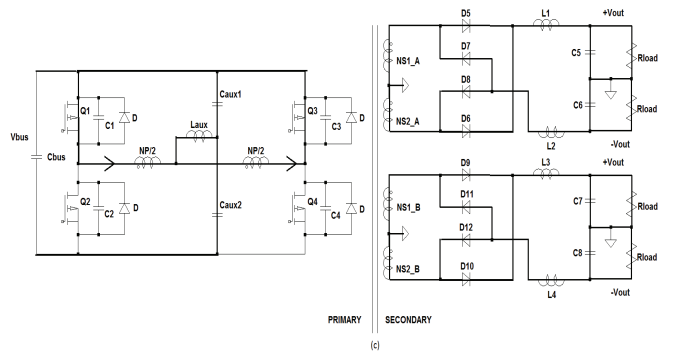 D5
L1
+Vout
NS1_A
D7
C5
Rload
D8
NS2_A
C6
Rload
D6
L2
-Vout
Q1
C1
D
Caux1
Laux
Q3
C3
D
Vbus
Cbus
NP/2
NP/2
Q2
C2
D
Caux2
Q4
C4
D
D9
L3
+Vout
NS1_B
D11
C7
Rload
D12
NS2_B
C8
Rload
D10
L4
-Vout
PRIMARY
SECONDARY
(c)